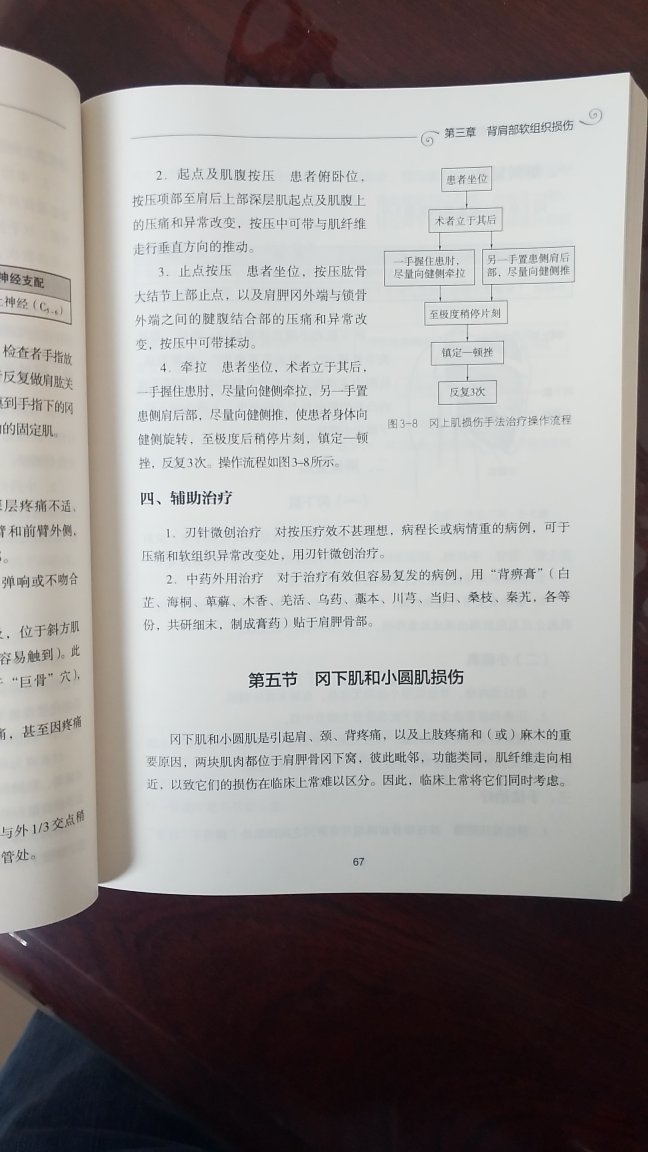 神经支配
神经（C5~6）
检查者手指放
反复做肩肱关
到手指下的冈
的固定肌。
层疼痛不适、
臂和前臂外侧，
弹响或不吻合
，位于斜方肌
容易触到）。此
“巨骨”穴），
痛，甚至因疼痛
与外1/3交点稍
管处。
第三章　背肩部软组织损伤
2．起点及肌腹按压　患者俯卧位，
按压项部至肩后上部深层肌起点及肌腹上
的压痛和异常改变，按压中可带与肌纤维
走行垂直方向的推动。
3．止点按压　患者坐位，按压肱骨
大结节上部止点，以及肩胛冈外端与锁骨
外端之间的腱腹结合部的压痛和异常改
变，按压中可带揉动。
4．牵拉　患者坐位，术者立于其后，
一手握住患肘，尽量向健侧牵拉，另一手置
患侧肩后部，尽量向健侧推，使患者身体向
健侧旋转，至极度后稍停片刻，镇定一顿
挫，反复3次。操作流程如图3-8所示。
患者坐位
术者立于其后
一手握住患肘，
尽量向健侧牵拉
另一手置患侧肩后
部，尽量向健侧推
至极度稍停片刻
镇定一顿挫
反复3次
图3-8　冈上肌损伤手法治疗操作流程
四、辅助治疗
1．刃针微创治疗　对按压疗效不甚理想，病程长或病情重的病例，可于
压痛和软组织异常改变处，用刃针微创治疗。
2．中药外用治疗　对于治疗有效但容易复发的病例，用“背痹膏”（白
芷、海桐、萆薢、木香、羌活、乌药、藁本、川芎、当归、桑枝、秦艽，各等
份，共研细末，制成膏药）贴于肩胛骨部。
第五节　冈下肌和小圆肌损伤
冈下肌和小圆肌是引起肩、颈、背疼痛，以及上肢疼痛和（或）麻木的重
要原因，两块肌肉都位于肩胛骨冈下窝，彼此毗邻，功能类同，肌纤维走向相
近，以致它们的损伤在临床上常难以区分。因此，临床上常将它们同时考虑。
67